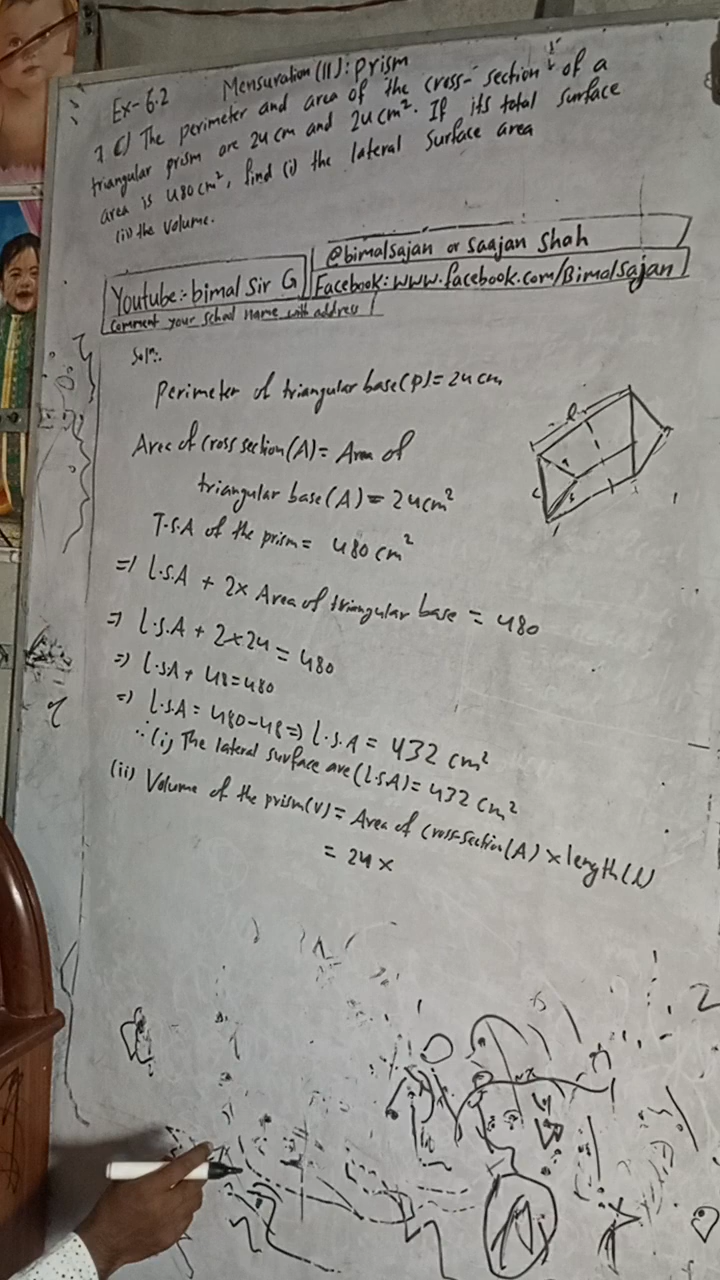 Ex-6.2 Mensuration (II): prism
7. C) The perimeter and area of the cross-section of a
triangular prism are 24 cm and 24 cm². If its total surface
area is 480 cm², find (i) the lateral surface area
(ii) the volume.
@bimalsajan or Saajan Shah
Youtube:- bimal Sir G
Facebook: www.facebook.com/Bimalsajan
comment your school name with address
Solⁿ:
Perimeter of triangular base(p)= 24 cm
Area of cross section(A)= Area of
triangular base(A) = 24cm²
T.S.A of the prism = 480 cm²
=) L.S.A + 2× Area of triangular base = 480
=) L.S.A + 2×24 = 480
=) L.S.A + 48 = 480
=) L.S.A = 480-48 =) L.S.A = 432 cm²
∴ (i) The lateral surface are (L.S.A) = 432 cm²
(ii) Volume of the prism(V) = Area of cross-section(A) × length(l)
= 24 ×